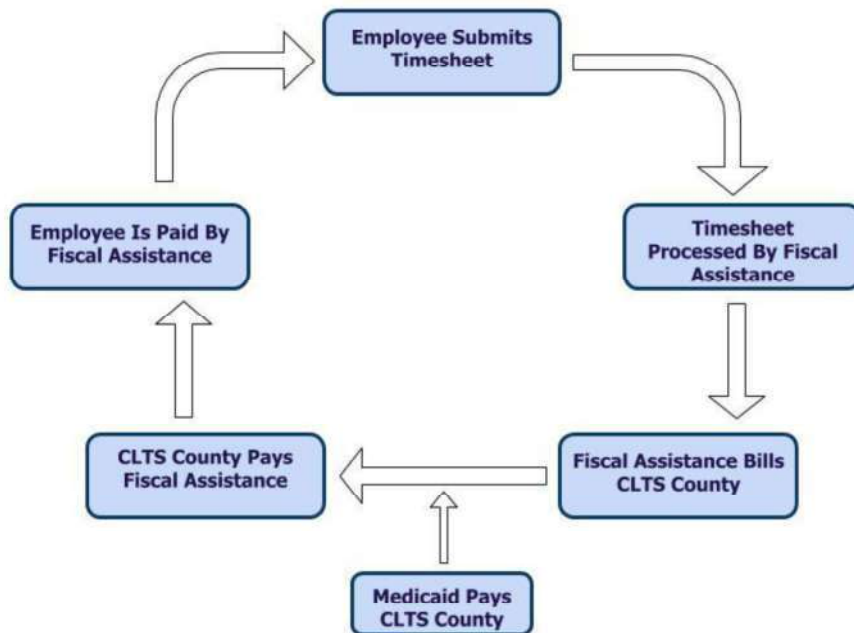 Employee Submits
Timesheet
Timesheet
Processed By Fiscal
Assistance
Fiscal Assistance Bills
CLTS County
Medicaid Pays
CLTS County
CLTS County Pays
Fiscal Assistance
Employee Is Paid By
Fiscal Assistance